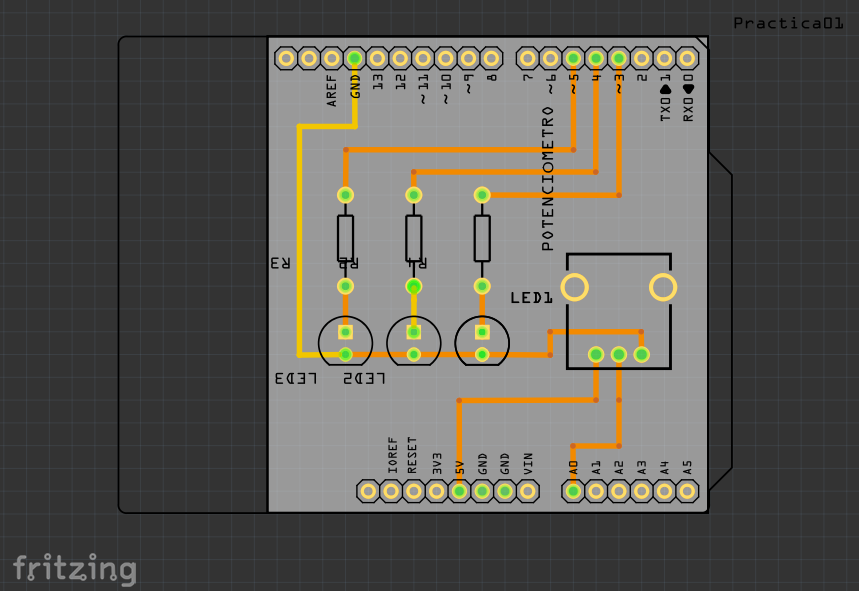 Practica01
AREF
GND
13
12
~11
~10
~9
8
7
~6
~5
4
~3
2
TX0▶1
RX0◀0
POTENCIOMETRO
R3
R2
R1
LED1
LED3
LED2
IOREF
RESET
3V3
5V
GND
GND
VIN
A0
A1
A2
A3
A4
A5
fritzing